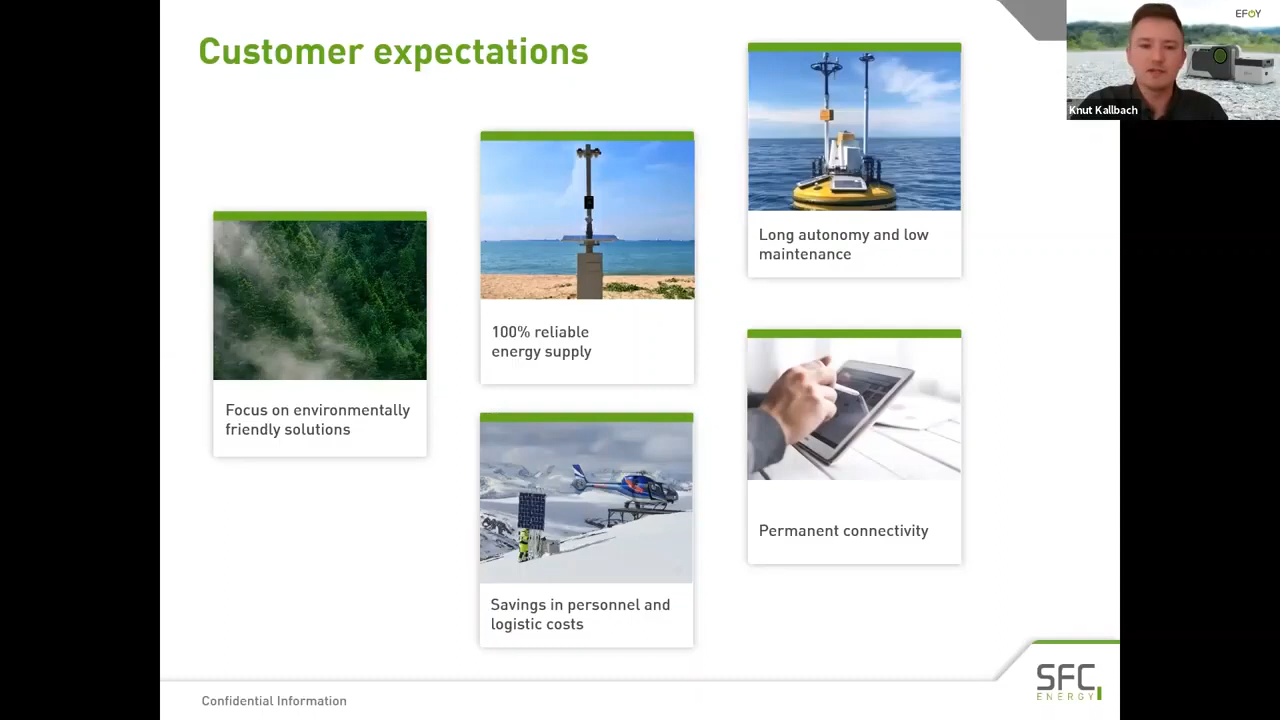 Customer expectations
EFOY
Knut Kallbach
Focus on environmentally
friendly solutions
100% reliable
energy supply
Savings in personnel and
logistic costs
Long autonomy and low
maintenance
Permanent connectivity
Confidential Information
SFC
ENERGY